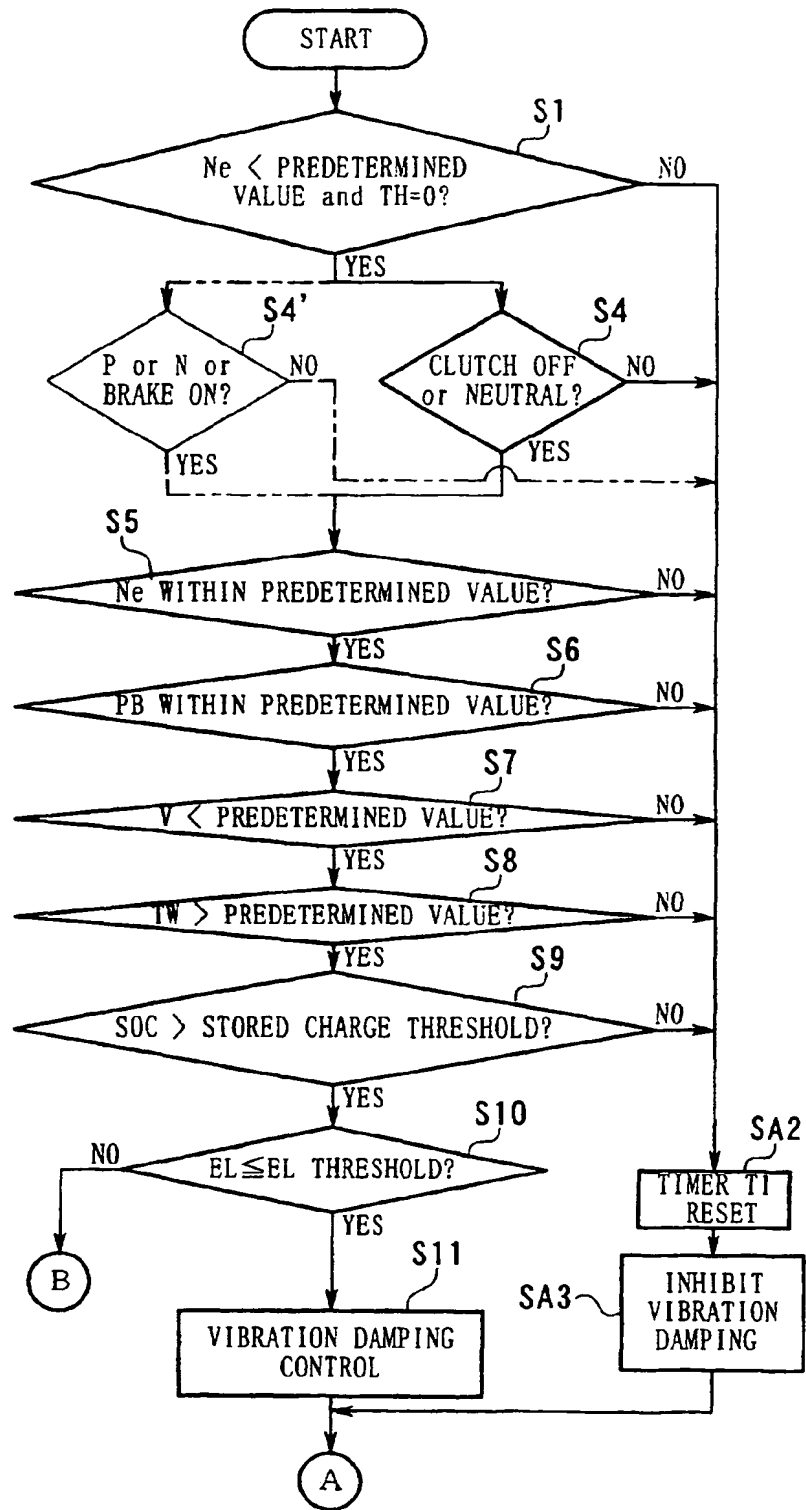 START
S1
Ne < PREDETERMINED
VALUE and TH=0?
NO
YES
S4'
P or N or
BRAKE ON?
NO
YES
S4
CLUTCH OFF
or NEUTRAL?
NO
YES
S5
Ne WITHIN PREDETERMINED VALUE?
NO
YES
S6
PB WITHIN PREDETERMINED VALUE?
NO
YES
S7
V < PREDETERMINED VALUE?
NO
YES
S8
TW > PREDETERMINED VALUE?
NO
YES
S9
SOC > STORED CHARGE THRESHOLD?
NO
YES
S10
EL≦EL THRESHOLD?
NO
YES
B
S11
VIBRATION DAMPING
CONTROL
SA2
TIMER T1
RESET
SA3
INHIBIT
VIBRATION
DAMPING
A